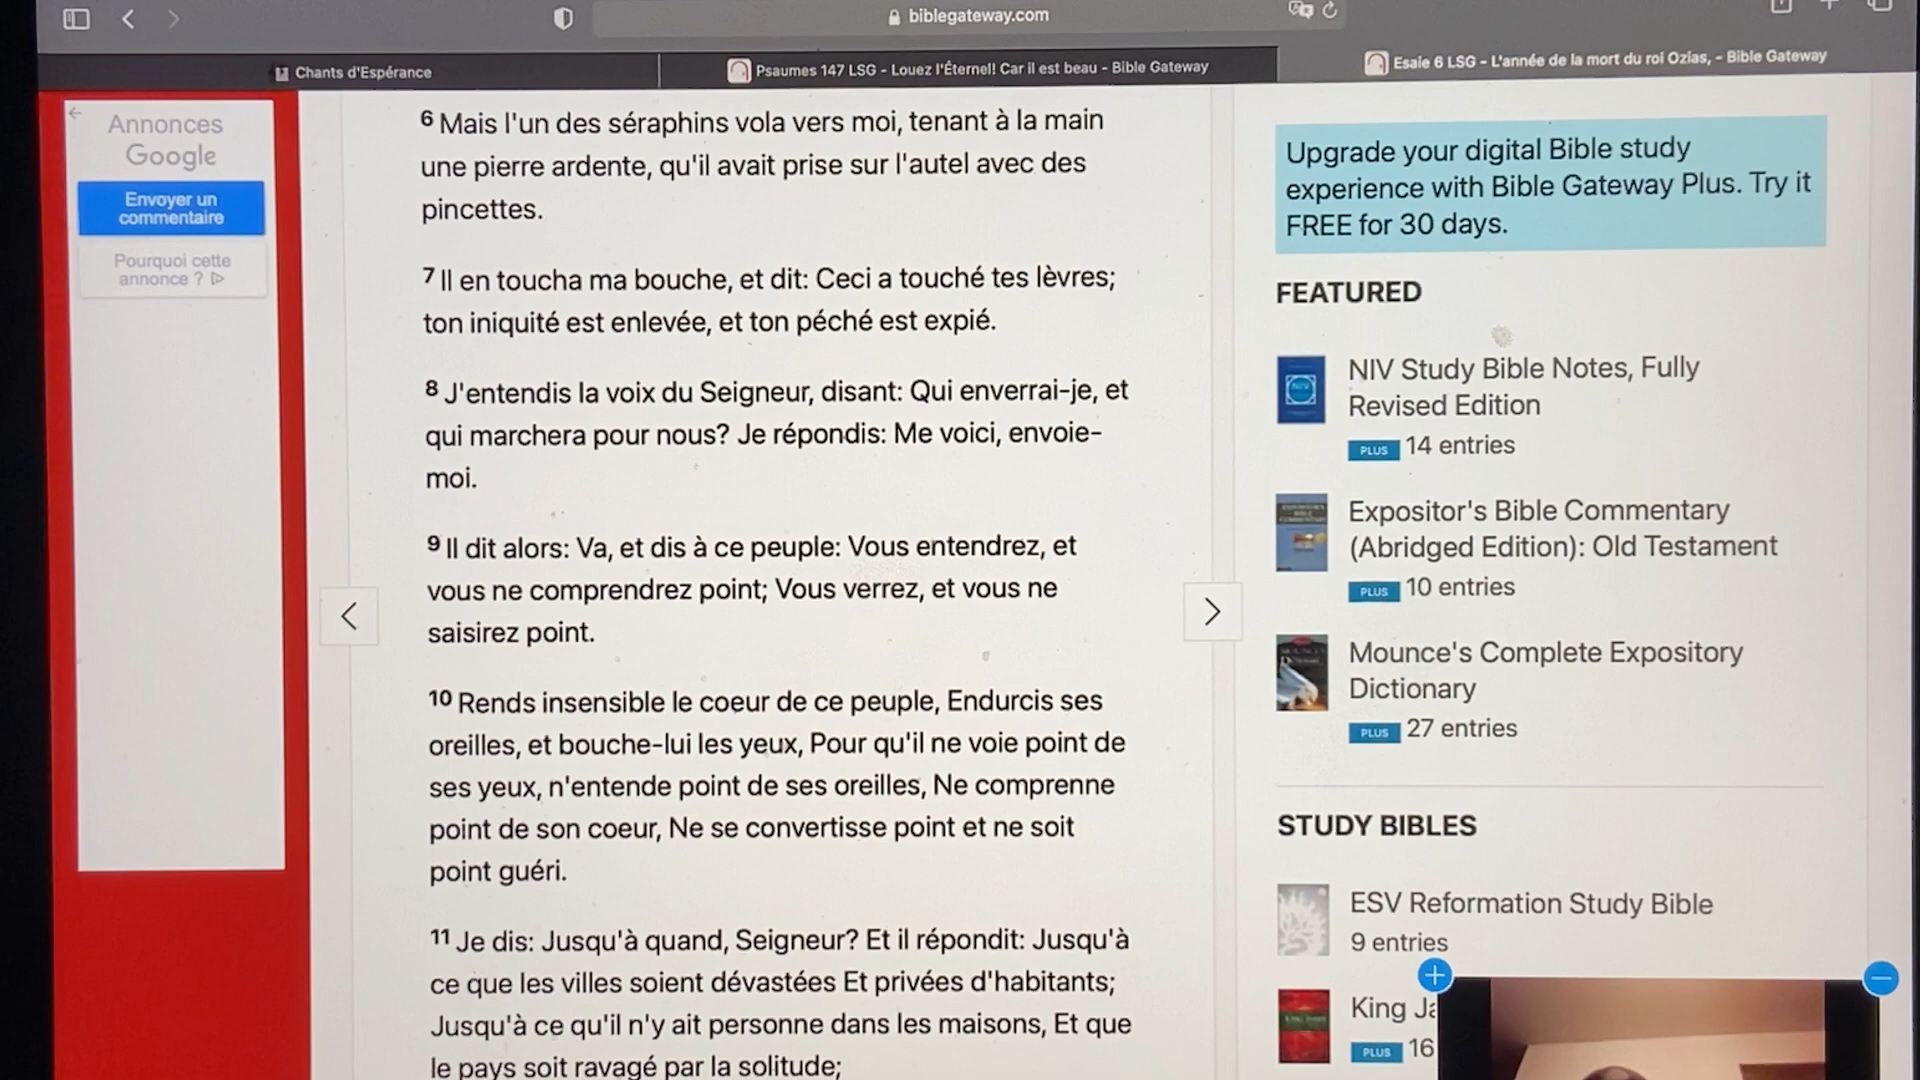 biblegateway.com
Chants d'Espérance
Psaumes 147 LSG - Louez l'Éternel! Car il est beau - Bible Gateway
Esaïe 6 LSG - L'année de la mort du roi Ozias, - Bible Gateway
Annonces
Google
Envoyer un
commentaire
Pourquoi cette
annonce ?
6 Mais l'un des séraphins vola vers moi, tenant à la main
une pierre ardente, qu'il avait prise sur l'autel avec des
pincettes.
7 Il en toucha ma bouche, et dit: Ceci a touché tes lèvres;
ton iniquité est enlevée, et ton péché est expié.
8 J'entendis la voix du Seigneur, disant: Qui enverrai-je, et
qui marchera pour nous? Je répondis: Me voici, envoie-
moi.
9 Il dit alors: Va, et dis à ce peuple: Vous entendrez, et
vous ne comprendrez point; Vous verrez, et vous ne
saisirez point.
10 Rends insensible le coeur de ce peuple, Endurcis ses
oreilles, et bouche-lui les yeux, Pour qu'il ne voie point de
ses yeux, n'entende point de ses oreilles, Ne comprenne
point de son coeur, Ne se convertisse point et ne soit
point guéri.
11 Je dis: Jusqu'à quand, Seigneur? Et il répondit: Jusqu'à
ce que les villes soient dévastées Et privées d'habitants;
Jusqu'à ce qu'il n'y ait personne dans les maisons, Et que
le pays soit ravagé par la solitude;
Upgrade your digital Bible study
experience with Bible Gateway Plus. Try it
FREE for 30 days.
FEATURED
NIV Study Bible Notes, Fully
Revised Edition
PLUS 14 entries
Expositor's Bible Commentary
(Abridged Edition): Old Testament
PLUS 10 entries
Mounce's Complete Expository
Dictionary
PLUS 27 entries
STUDY BIBLES
ESV Reformation Study Bible
9 entries
King
PLUS 16